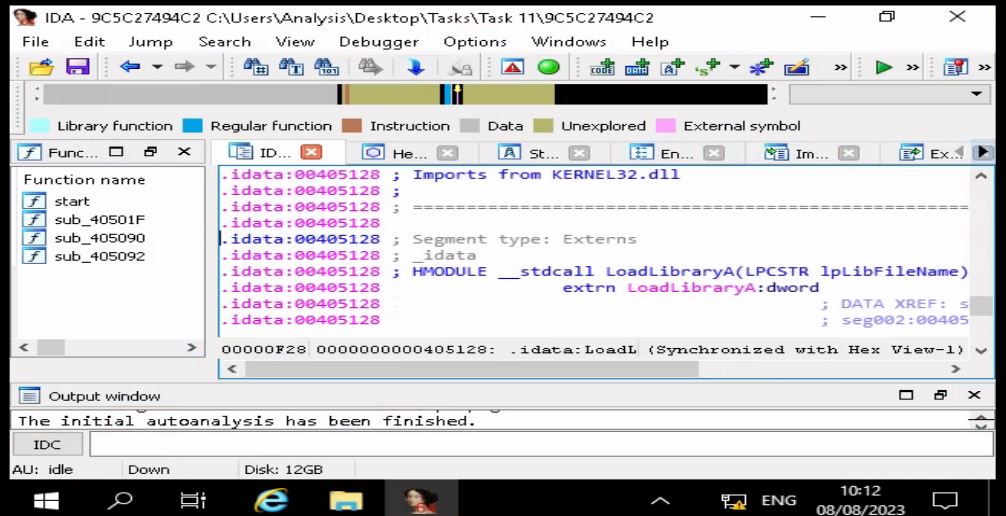 IDA - 9C5C27494C2 C:\Users\Analysis\Desktop\Tasks\Task 11\9C5C27494C2
File Edit Jump Search View Debugger Options Windows Help
Library function Regular function Instruction Data Unexplored External symbol
Func... ID... He... St... En... Im... Ex...
Function name
start
sub_40501F
sub_405090
sub_405092
.idata:00405128 ; Imports from KERNEL32.dll
.idata:00405128 ;
.idata:00405128 ; ==================================================
.idata:00405128
.idata:00405128 ; Segment type: Externs
.idata:00405128 ; _idata
.idata:00405128 ; HMODULE __stdcall LoadLibraryA(LPCSTR lpLibFileName)
.idata:00405128 extrn LoadLibraryA:dword
.idata:00405128 ; DATA XREF: s
.idata:00405128 ; seg002:00405
00000F28 0000000000405128: .idata:LoadL (Synchronized with Hex View-1)
Output window
The initial autoanalysis has been finished.
IDC
AU: idle Down Disk: 12GB
ENG
10:12
08/08/2023